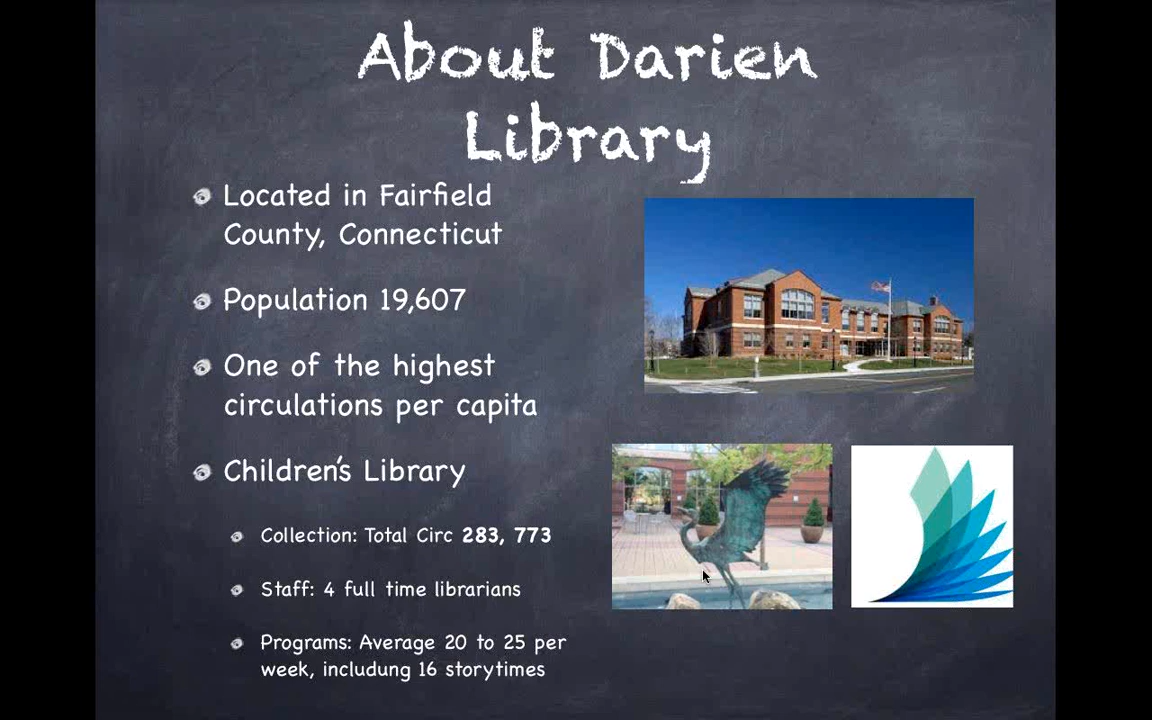 About Darien
Library
Located in Fairfield
County, Connecticut
Population 19,607
One of the highest
circulations per capita
Children's Library
Collection: Total Circ 283, 773
Staff: 4 full time librarians
Programs: Average 20 to 25 per
week, includung 16 storytimes